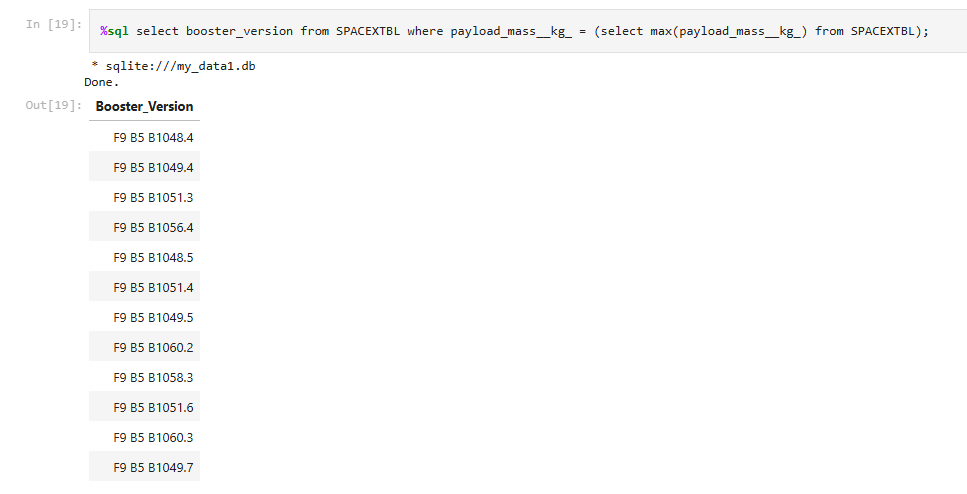 In [19]: %sql select booster_version from SPACEXTBL where payload_mass__kg_ = (select max(payload_mass__kg_) from SPACEXTBL);
* sqlite:///my_data1.db
Done.
Out[19]: Booster_Version
F9 B5 B1048.4
F9 B5 B1049.4
F9 B5 B1051.3
F9 B5 B1056.4
F9 B5 B1048.5
F9 B5 B1051.4
F9 B5 B1049.5
F9 B5 B1060.2
F9 B5 B1058.3
F9 B5 B1051.6
F9 B5 B1060.3
F9 B5 B1049.7